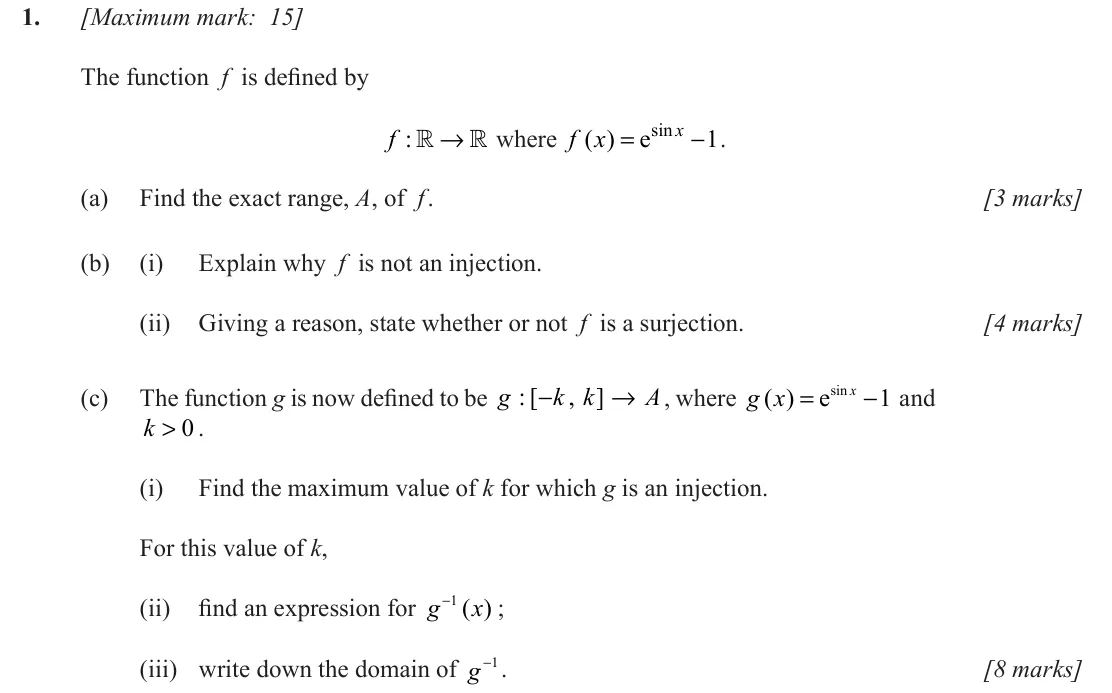 1. [Maximum mark: 15]
The function f is defined by
f : ℝ → ℝ where f (x) = e^{sin x} − 1.
(a) Find the exact range, A, of f. [3 marks]
(b) (i) Explain why f is not an injection.
(ii) Giving a reason, state whether or not f is a surjection. [4 marks]
(c) The function g is now defined to be g : [−k, k] → A, where g (x) = e^{sin x} − 1 and
k > 0.
(i) Find the maximum value of k for which g is an injection.
For this value of k,
(ii) find an expression for g⁻¹ (x) ;
(iii) write down the domain of g⁻¹. [8 marks]